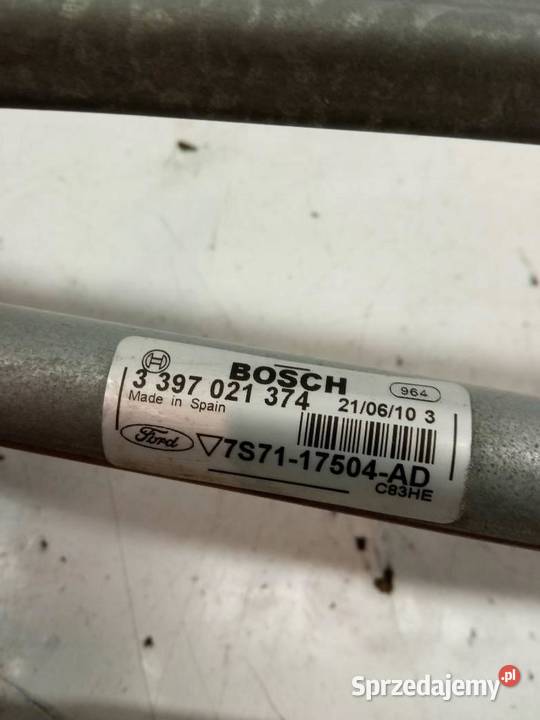 BOSCH
964
3 397 021 374
21/06/10 3
Made in Spain
Ford
7S71-17504-AD
C83HE
Sprzedajemy.pl